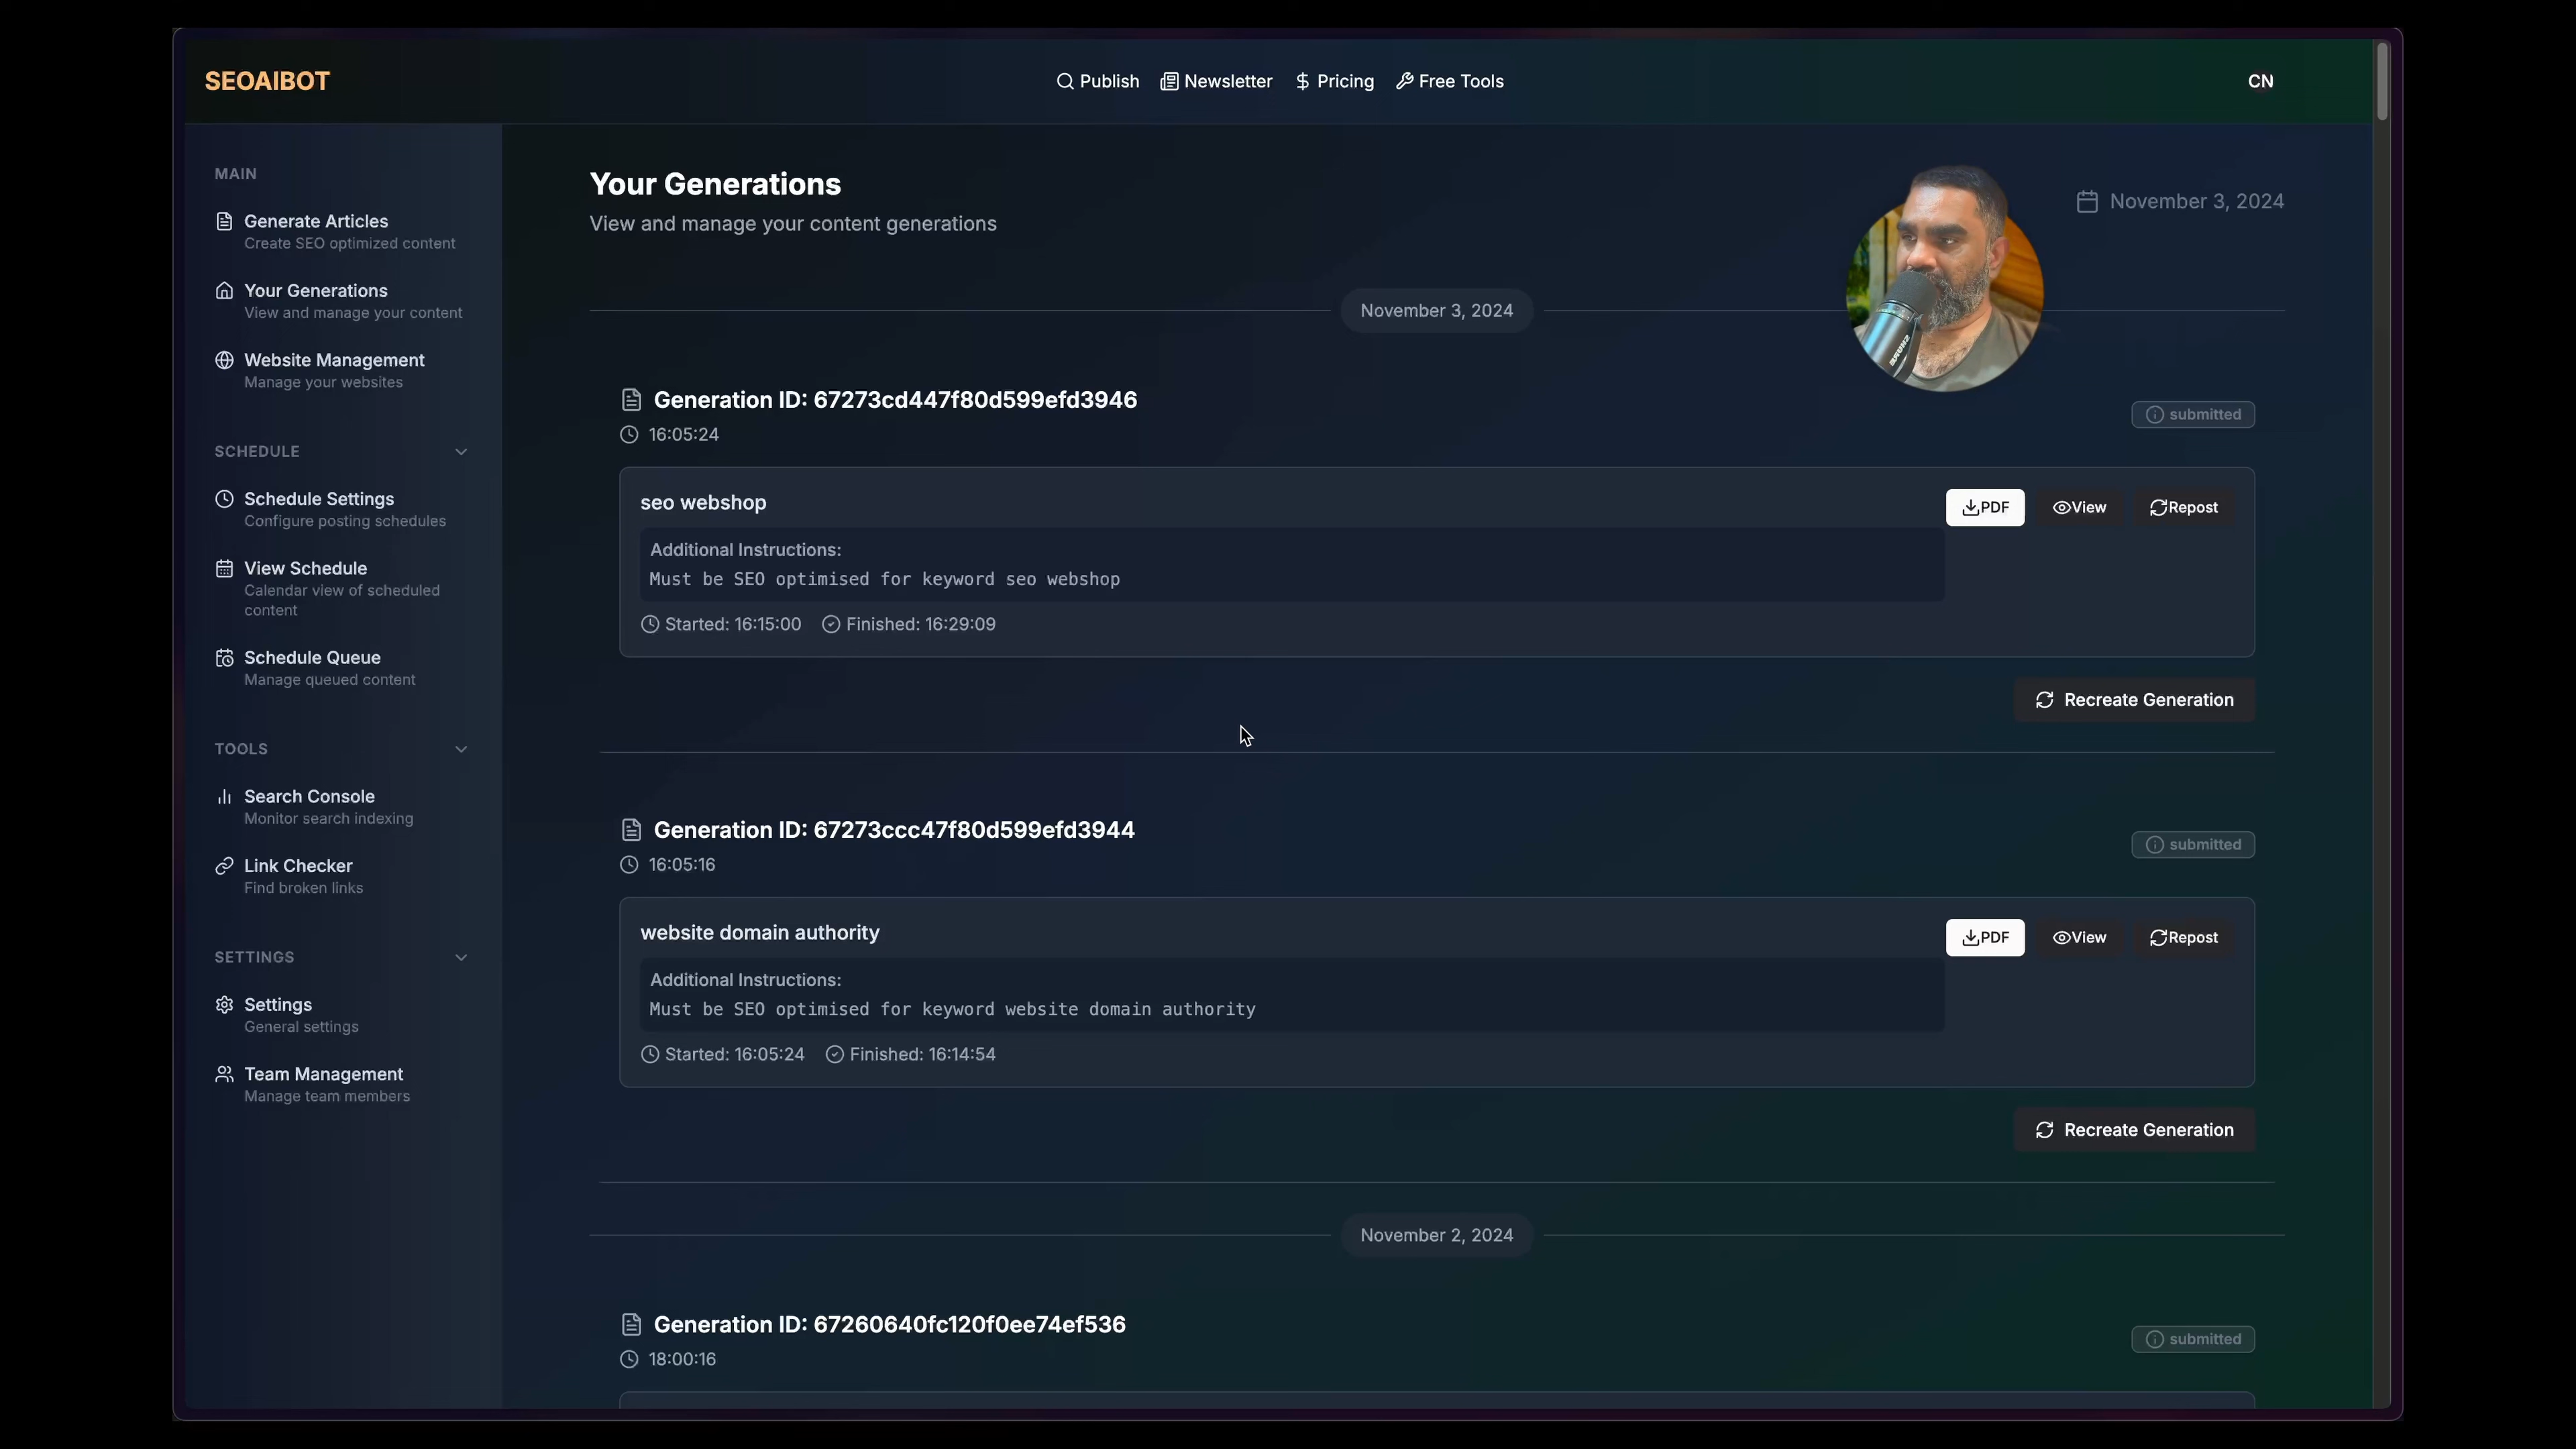 SEOAIBOT
Publish
Newsletter
Pricing
Free Tools
CN
MAIN
Generate Articles
Create SEO optimized content
Your Generations
View and manage your content
Website Management
Manage your websites
SCHEDULE
Schedule Settings
Configure posting schedules
View Schedule
Calendar view of scheduled
content
Schedule Queue
Manage queued content
TOOLS
Search Console
Monitor search indexing
Link Checker
Find broken links
SETTINGS
Settings
General settings
Team Management
Manage team members
Your Generations
View and manage your content generations
November 3, 2024
November 3, 2024
SHURE
Generation ID: 67273cd447f80d599efd3946
16:05:24
submitted
seo webshop
PDF
View
Repost
Additional Instructions:
Must be SEO optimised for keyword seo webshop
Started: 16:15:00
Finished: 16:29:09
Recreate Generation
Generation ID: 67273ccc47f80d599efd3944
16:05:16
submitted
website domain authority
PDF
View
Repost
Additional Instructions:
Must be SEO optimised for keyword website domain authority
Started: 16:05:24
Finished: 16:14:54
Recreate Generation
November 2, 2024
Generation ID: 67260640fc120f0ee74ef536
18:00:16
submitted